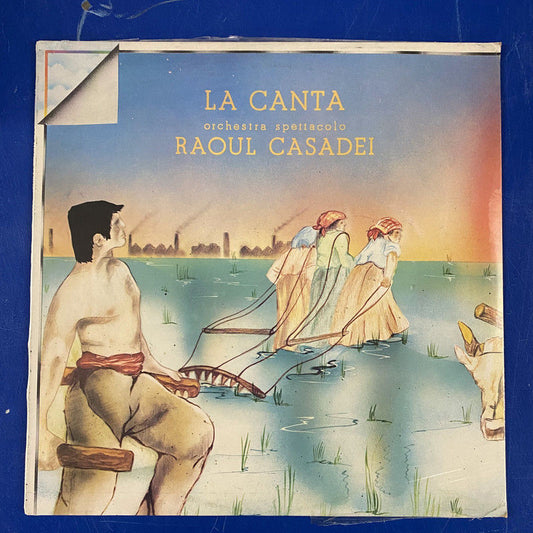 LA CANTA
orchestra spettacolo
RAOUL CASADEI